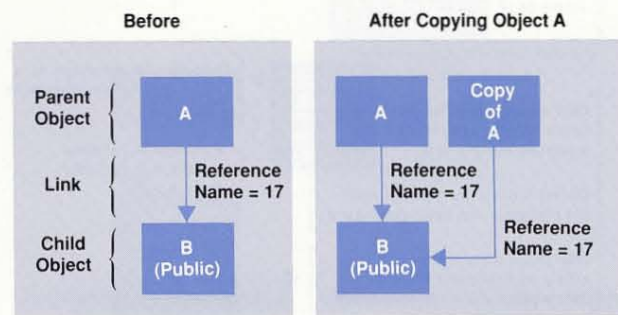 Before
After Copying Object A
Parent
Object
A
Link
Reference
Name = 17
Child
Object
B
(Public)
A
Copy
of
A
Reference
Name = 17
B
(Public)
Reference
Name = 17